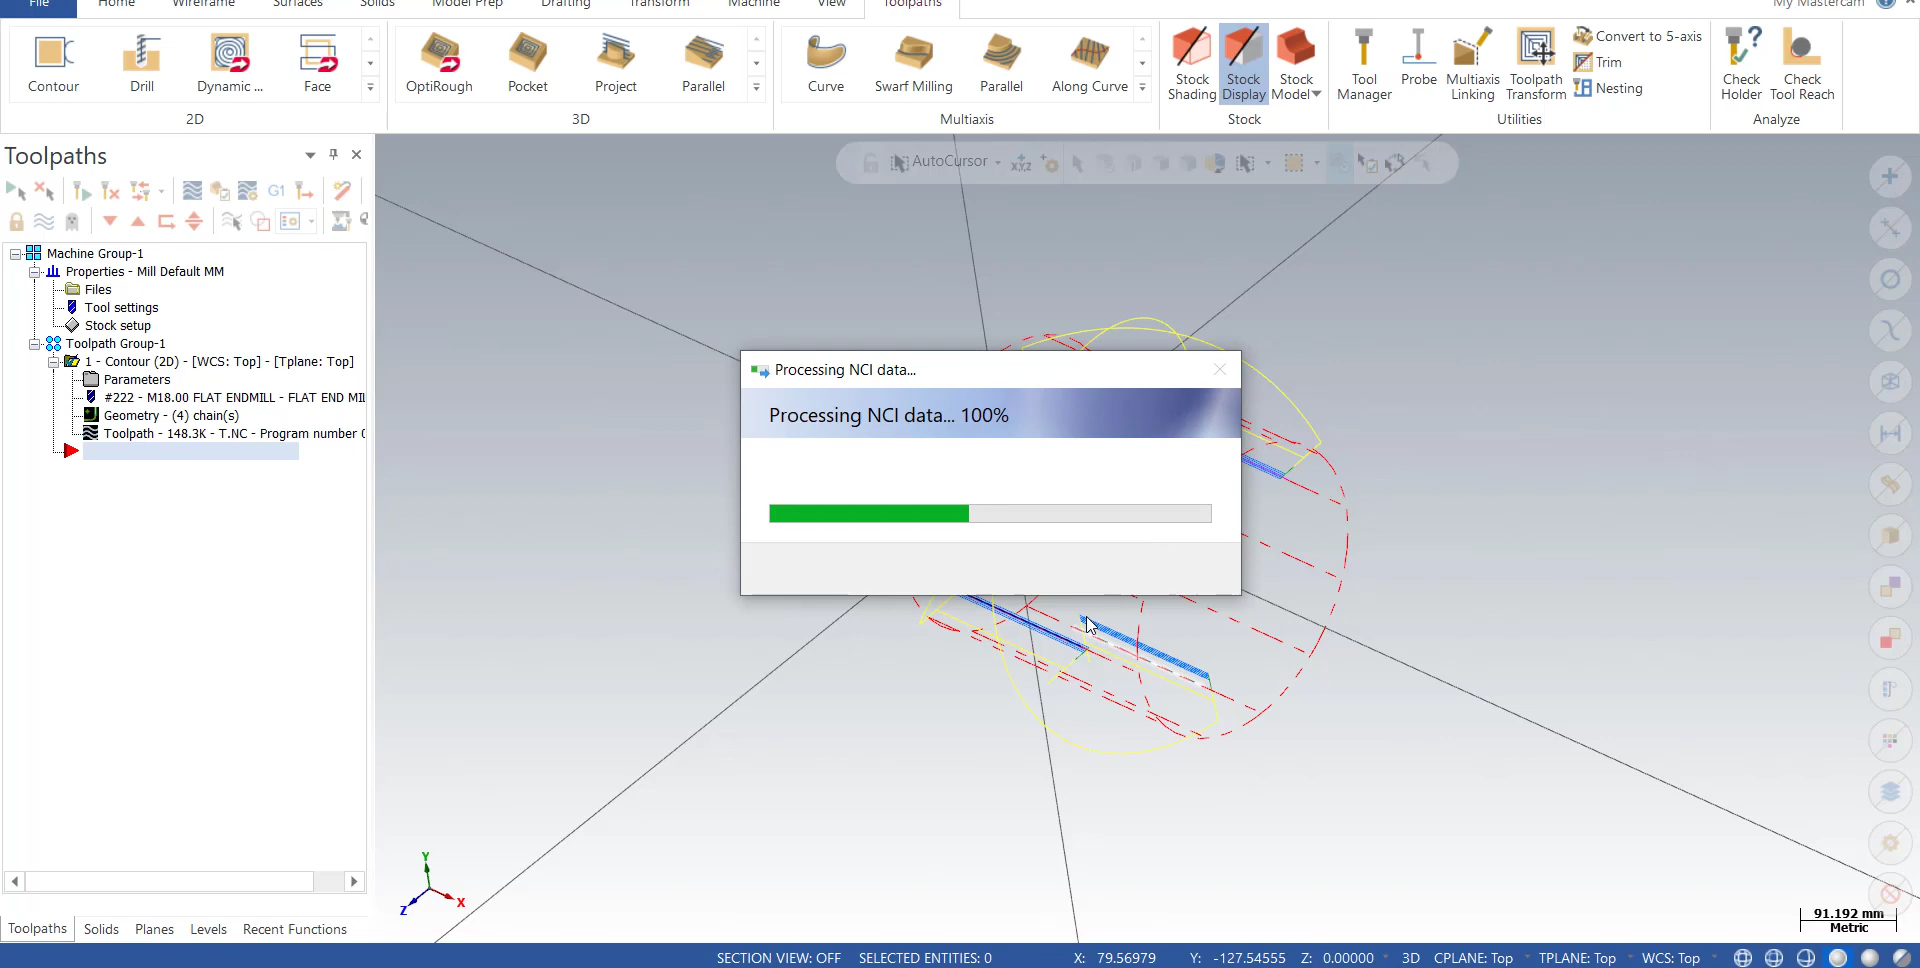 File Home Wireframe Surfaces Solids Model Prep Drafting Transform Machine View Toolpaths My Mastercam
Contour Drill Dynamic ... Face
2D
OptiRough Pocket Project Parallel
3D
Curve Swarf Milling Parallel Along Curve
Multiaxis
Stock Shading Stock Display Stock Model
Stock
Tool Manager Probe Multiaxis Linking Toolpath Transform
Convert to 5-axis
Trim
Nesting
Utilities
Check Holder Check Tool Reach
Analyze
Toolpaths
G1
AutoCursor
XYZ
Machine Group-1
Properties - Mill Default MM
Files
Tool settings
Stock setup
Toolpath Group-1
1 - Contour (2D) - [WCS: Top] - [Tplane: Top]
Parameters
#222 - M18.00 FLAT ENDMILL - FLAT END MIL
Geometry - (4) chain(s)
Toolpath - 148.3K - T.NC - Program number 0
Processing NCI data...
Processing NCI data... 100%
Y
X
Z
91.192 mm
Metric
Toolpaths Solids Planes Levels Recent Functions
SECTION VIEW: OFF SELECTED ENTITIES: 0 X: 79.56979 Y: -127.54555 Z: 0.00000 3D CPLANE: Top TPLANE: Top WCS: Top